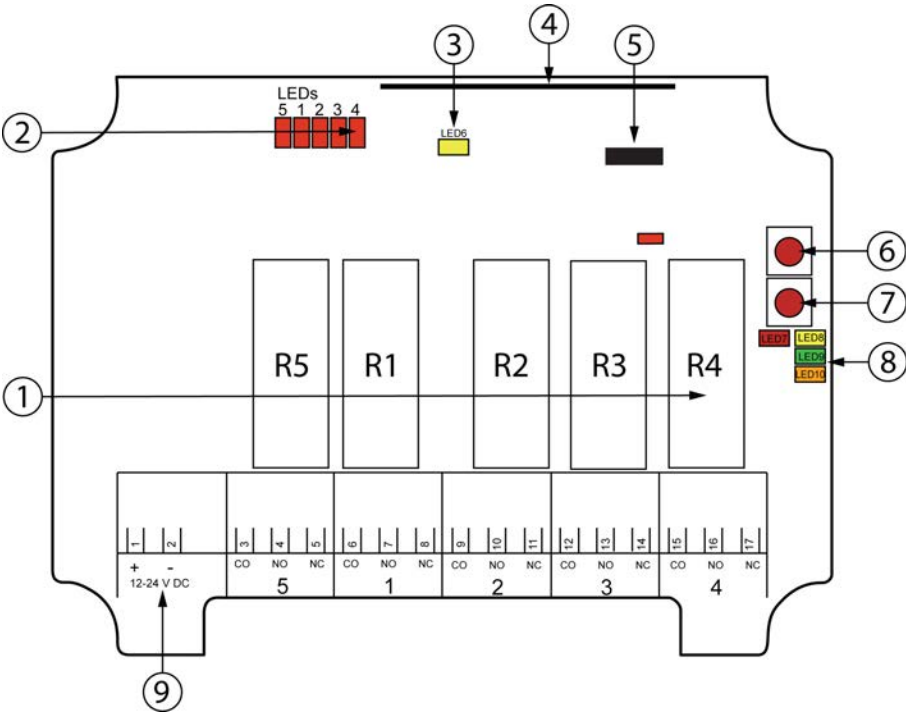 3
4
5
LEDs
5 1 2 3 4
2
LED6
6
7
LED7 LED8
LED9
LED10
8
R5 R1 R2 R3 R4
1
1 2 3 4 5 6 7 8 9 10 11 12 13 14 15 16 17
+ - CO NO NC CO NO NC CO NO NC CO NO NC CO NO NC
12-24 V DC
5 1 2 3 4
9